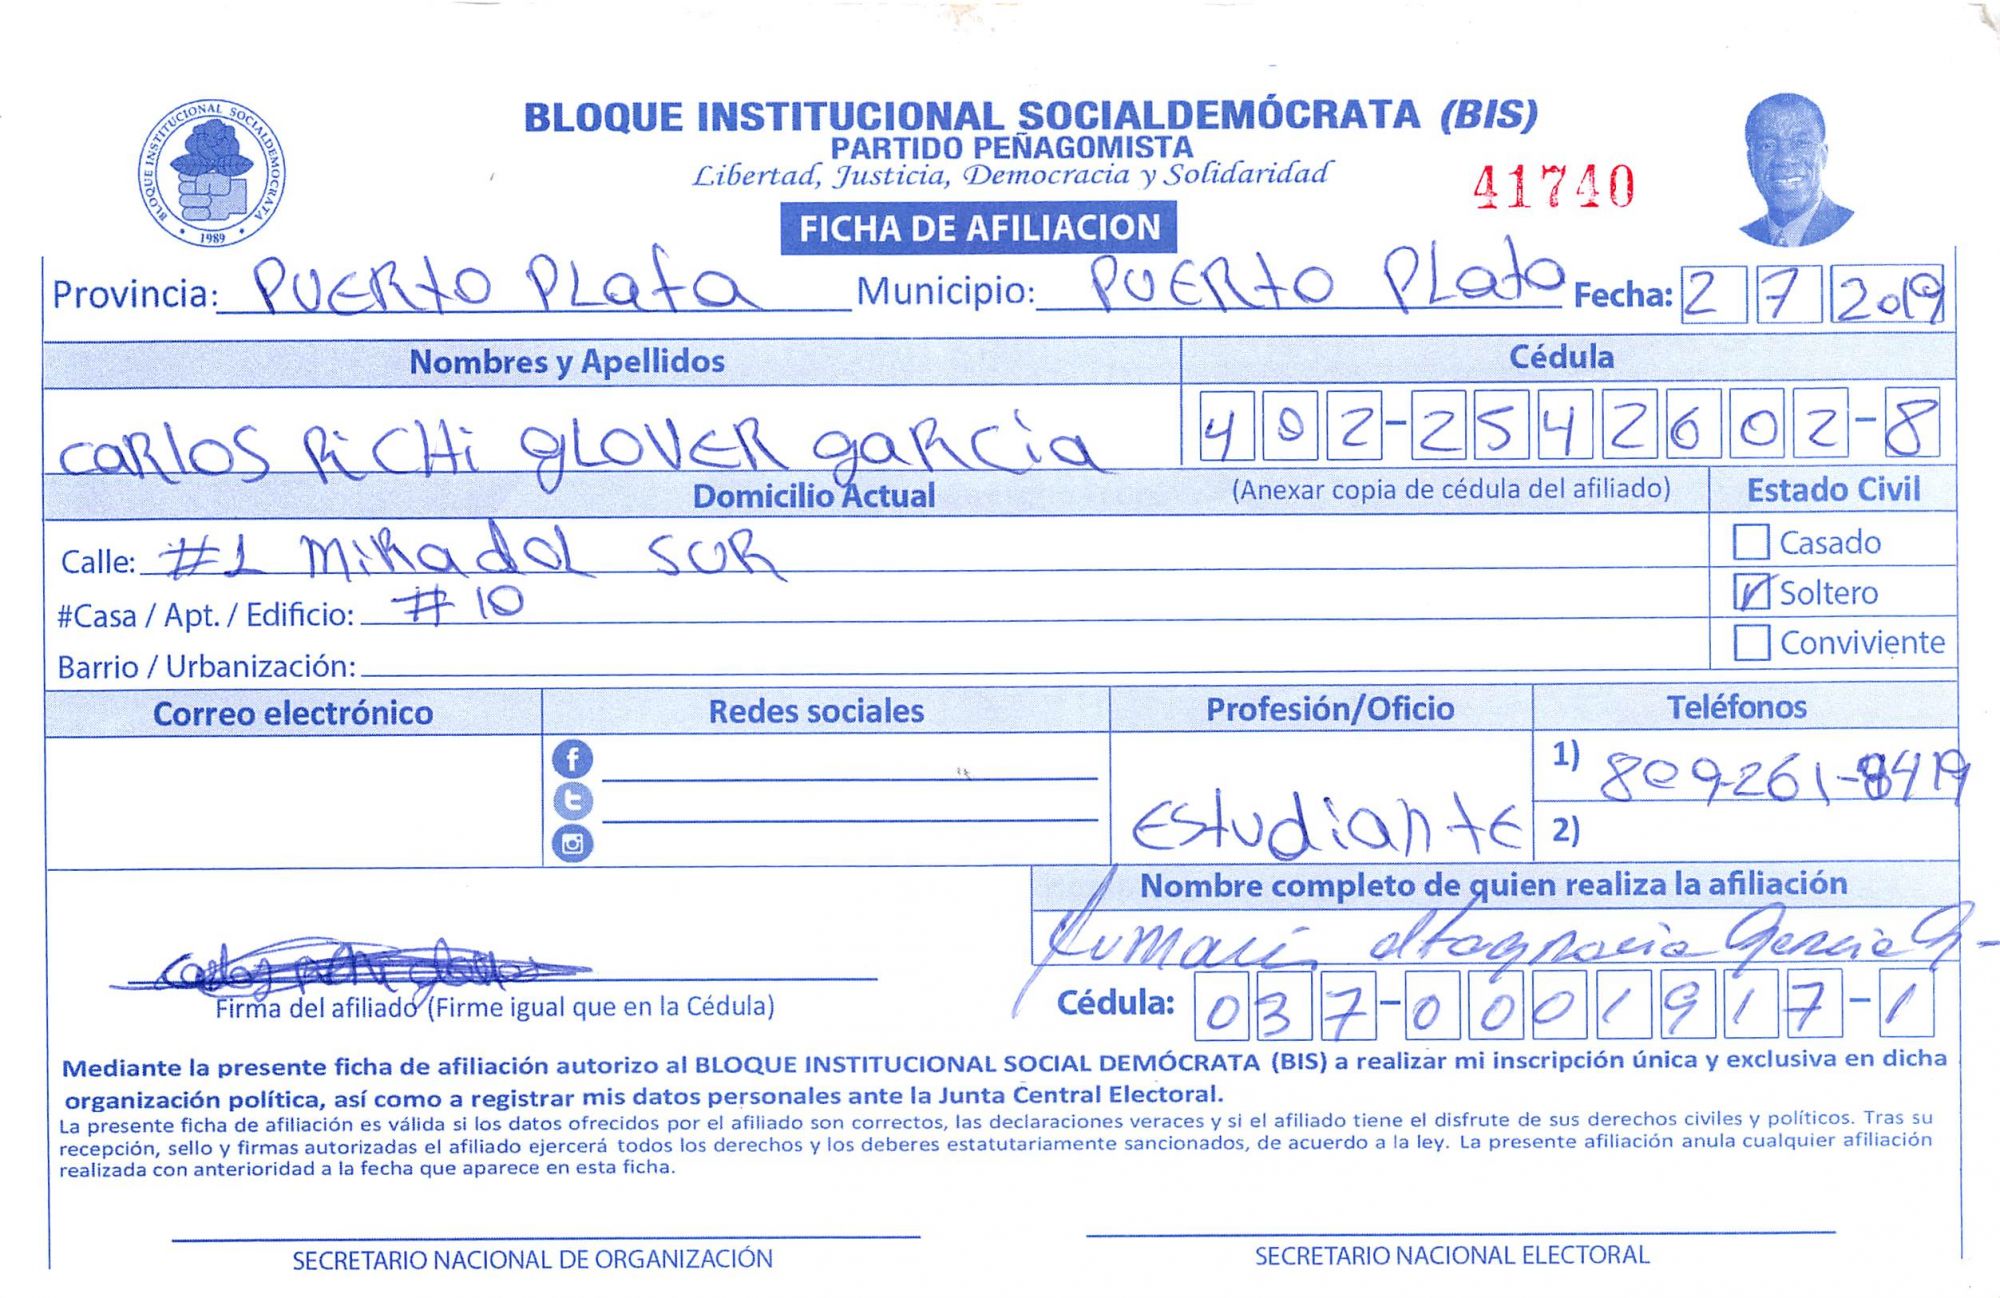 BLOQUE INSTITUCIONAL SOCIALDEMOCRATA
1989
BLOQUE INSTITUCIONAL SOCIALDEMÓCRATA (BIS)
PARTIDO PEÑAGOMISTA
Libertad, Justicia, Democracia y Solidaridad
41740
FICHA DE AFILIACION
Provincia: PUERto PLata Municipio: PUERto PLata Fecha: 2 7 2019
Nombres y Apellidos Cédula
CARLOS RiCHi gLOVER garcia 402-2542602-8
Domicilio Actual (Anexar copia de cédula del afiliado) Estado Civil
Calle: #1 MiRadoL SUR Casado
#Casa / Apt. / Edificio: #10 Soltero
Barrio / Urbanización: Conviviente
Correo electrónico Redes sociales Profesión/Oficio Teléfonos
1) 809-261-8419
EStudiantE 2)
Nombre completo de quien realiza la afiliación
altagracia Garcia G-
Firma del afiliado (Firme igual que en la Cédula) Cédula: 037-0001917-1
Mediante la presente ficha de afiliación autorizo al BLOQUE INSTITUCIONAL SOCIAL DEMÓCRATA (BIS) a realizar mi inscripción única y exclusiva en dicha
organización política, así como a registrar mis datos personales ante la Junta Central Electoral.
La presente ficha de afiliación es válida si los datos ofrecidos por el afiliado son correctos, las declaraciones veraces y si el afiliado tiene el disfrute de sus derechos civiles y políticos. Tras su
recepción, sello y firmas autorizadas el afiliado ejercerá todos los derechos y los deberes estatutariamente sancionados, de acuerdo a la ley. La presente afiliación anula cualquier afiliación
realizada con anterioridad a la fecha que aparece en esta ficha.
SECRETARIO NACIONAL DE ORGANIZACIÓN SECRETARIO NACIONAL ELECTORAL